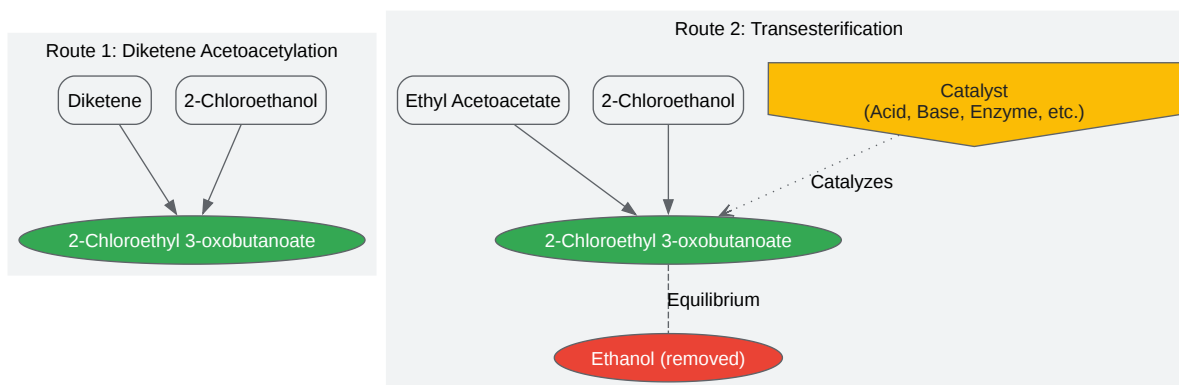 Route 1: Diketene Acetoacetylation
Diketene
2-Chloroethanol
2-Chloroethyl 3-oxobutanoate
Route 2: Transesterification
Ethyl Acetoacetate
2-Chloroethanol
Catalyst
(Acid, Base, Enzyme, etc.)
Catalyzes
2-Chloroethyl 3-oxobutanoate
Equilibrium
Ethanol (removed)